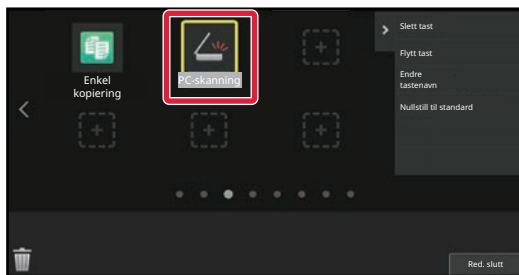 Enkel
kopiering
PC-skanning
Slett tast
Flytt tast
Endre
tastenavn
Nullstill til standard
Red. slutt